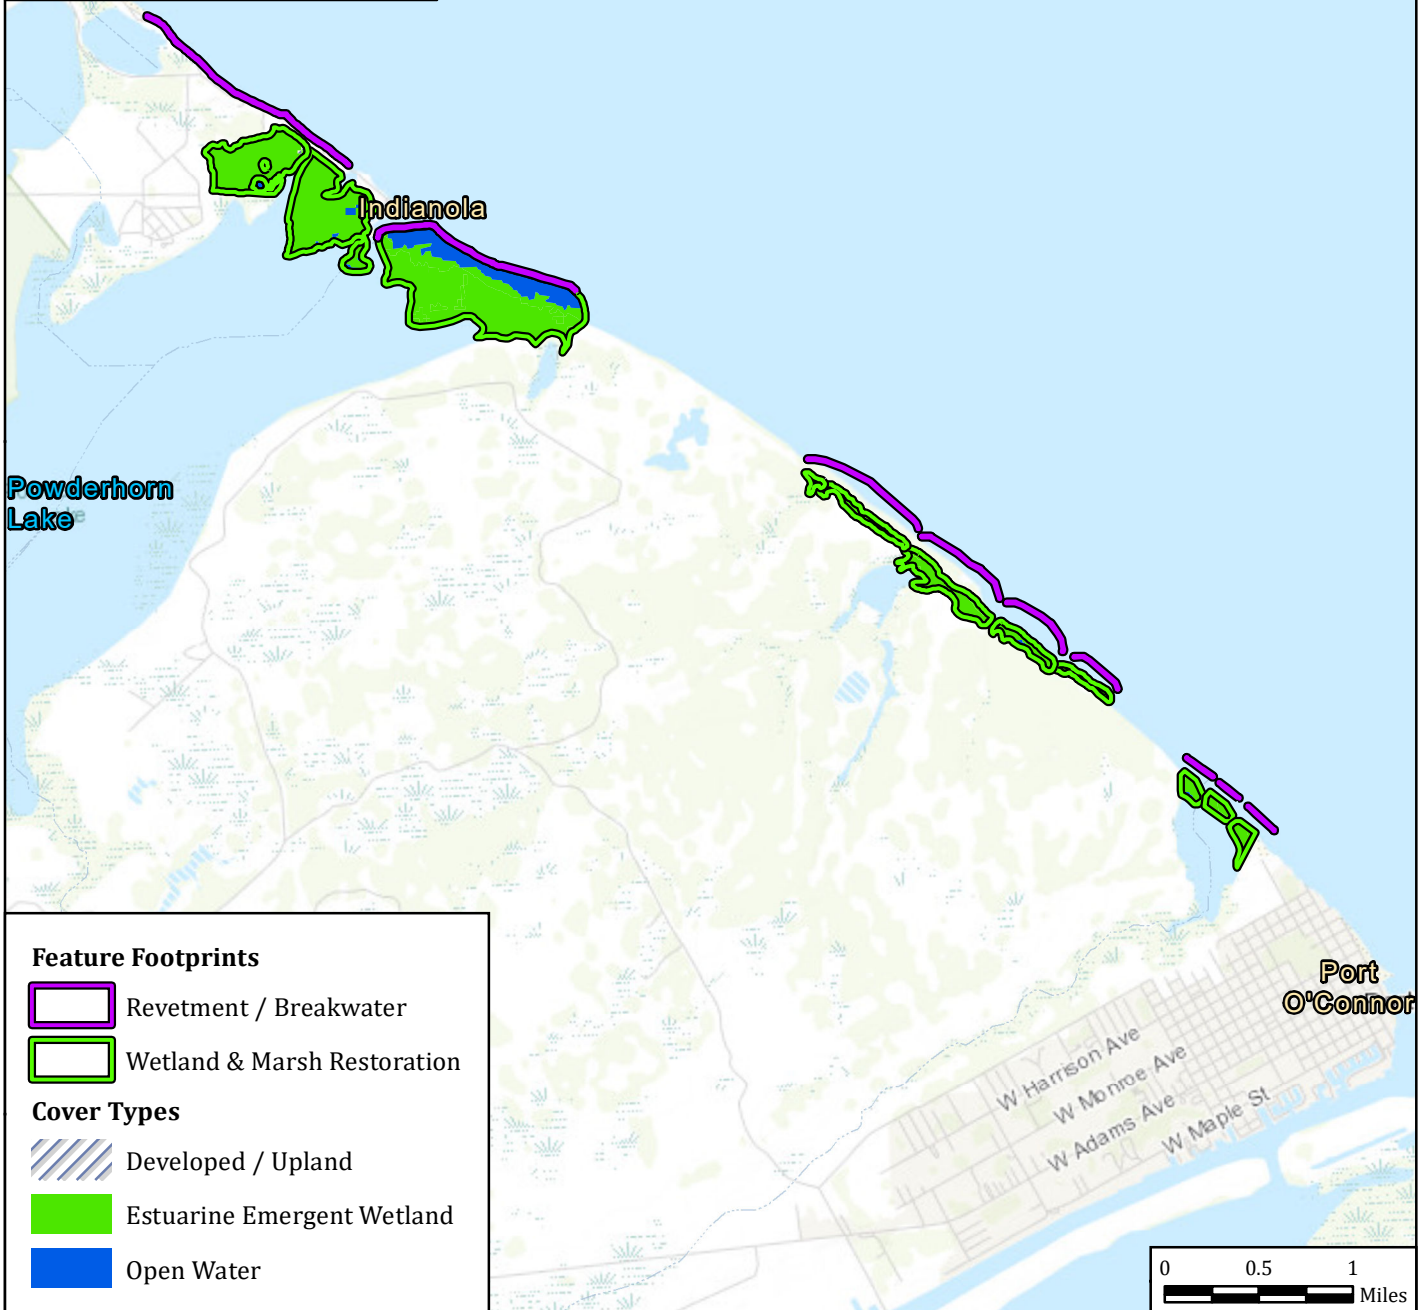 Indianola
Powderhorn
Lake
Port
O'Connor
W Harrison Ave
W Monroe Ave
W Adams Ave
W Maple St
Feature Footprints
Revetment / Breakwater
Wetland & Marsh Restoration
Cover Types
Developed / Upland
Estuarine Emergent Wetland
Open Water
0 0.5 1
Miles